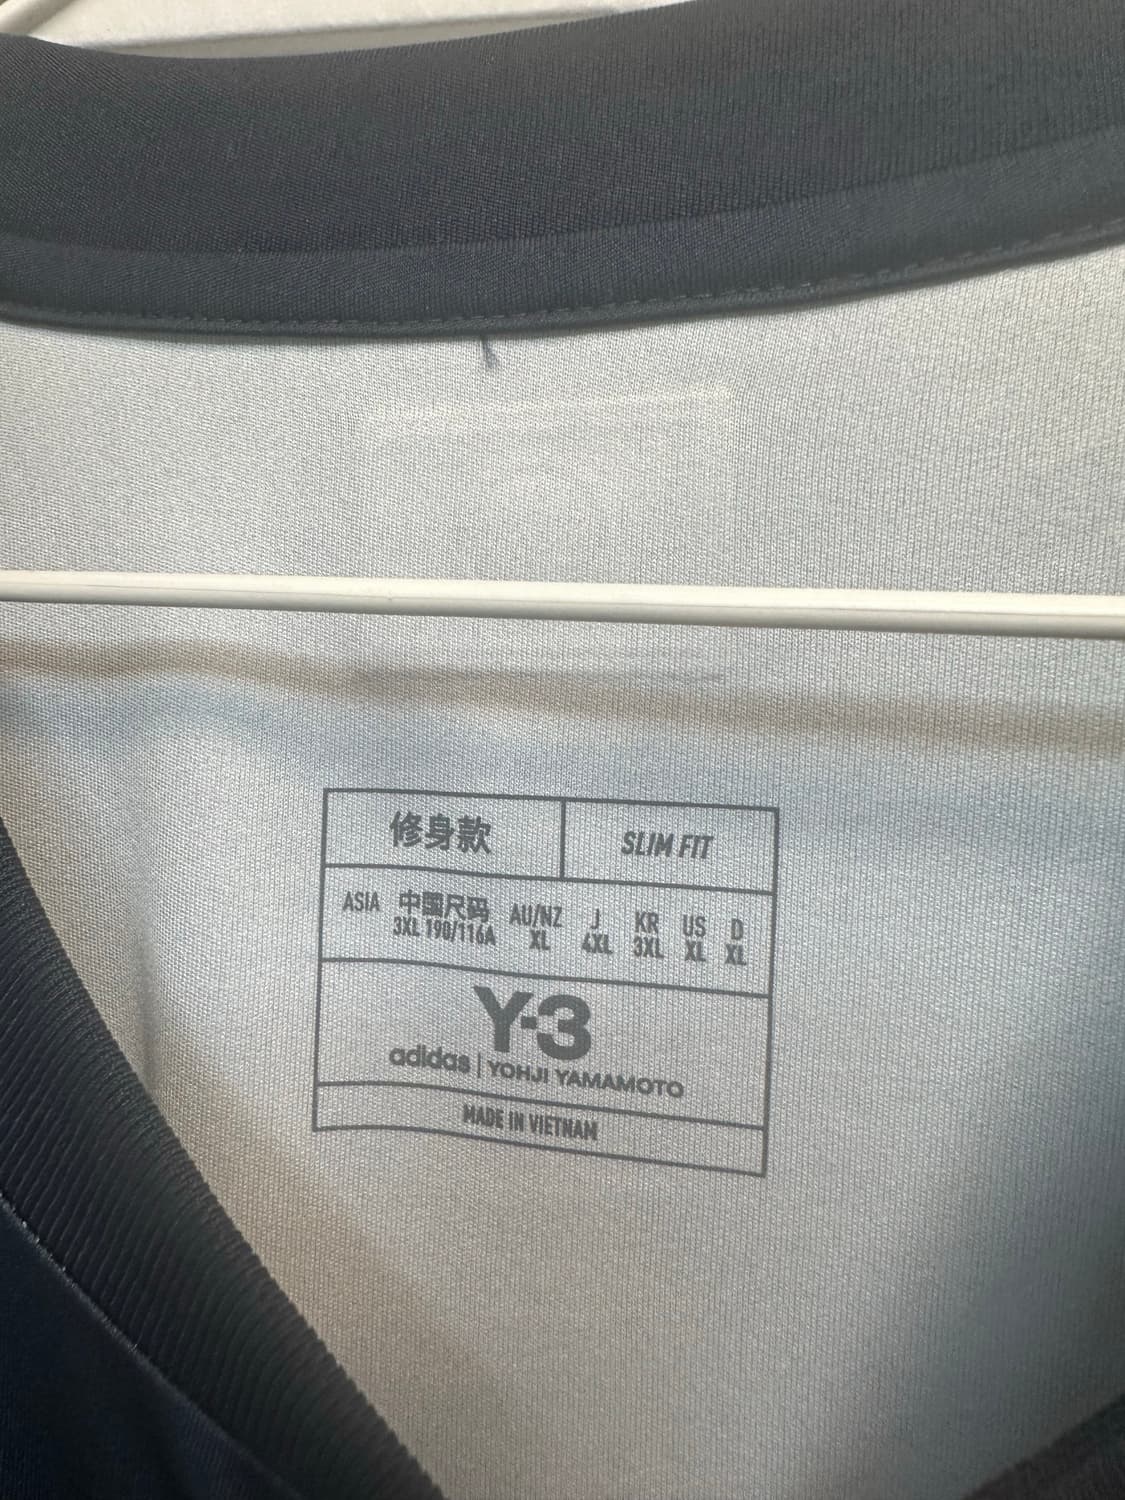 修身款 SLIM FIT
ASIA 中國尺码 AU/NZ J KR US D
3XL 190/116A XL 4XL 3XL XL XL
Y-3
adidas | YOHJI YAMAMOTO
MADE IN VIETNAM